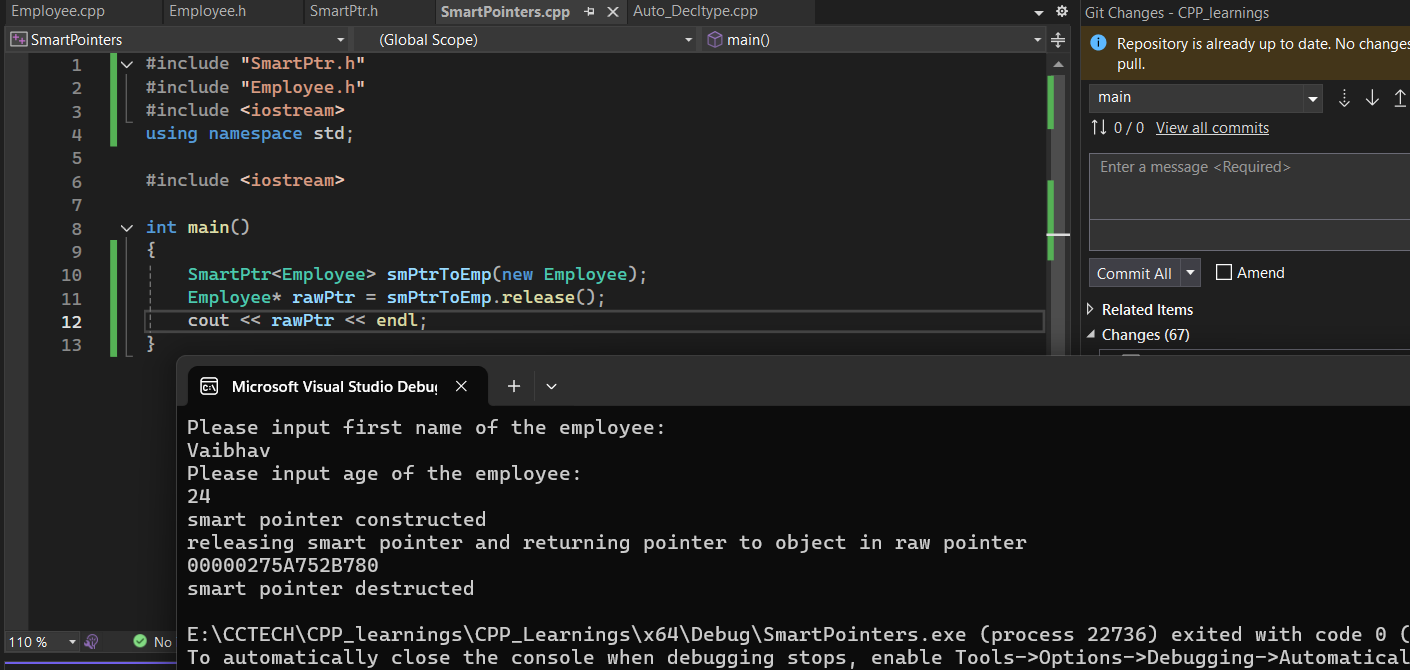 Employee.cpp
Employee.h
SmartPtr.h
SmartPointers.cpp
Auto_Decltype.cpp
Git Changes - CPP_learnings
SmartPointers
(Global Scope)
main()
Repository is already up to date. No changes
pull.
main
0 / 0 View all commits
Enter a message <Required>
Commit All
Amend
Related Items
Changes (67)
1 #include "SmartPtr.h"
2 #include "Employee.h"
3 #include <iostream>
4 using namespace std;
5
6 #include <iostream>
7
8 int main()
9 {
10 SmartPtr<Employee> smPtrToEmp(new Employee);
11 Employee* rawPtr = smPtrToEmp.release();
12 cout << rawPtr << endl;
13 }
Microsoft Visual Studio Debug
Please input first name of the employee:
Vaibhav
Please input age of the employee:
24
smart pointer constructed
releasing smart pointer and returning pointer to object in raw pointer
00000275A752B780
smart pointer destructed
E:\CCTECH\CPP_learnings\CPP_Learnings\x64\Debug\SmartPointers.exe (process 22736) exited with code 0 (
To automatically close the console when debugging stops, enable Tools->Options->Debugging->Automatical
110 %
No